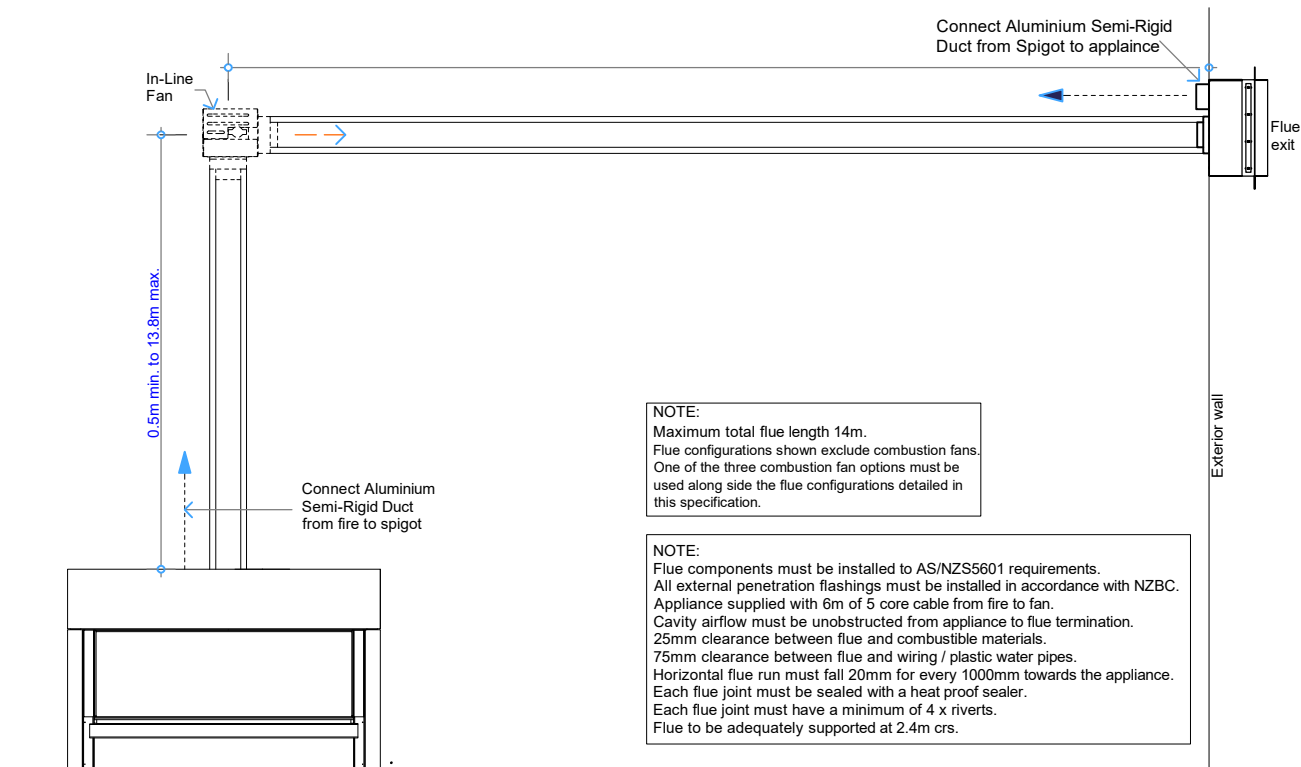 Connect Aluminium Semi-Rigid
Duct from Spigot to applaince
In-Line
Fan
Flue
exit
0.5m min. to 13.8m max.
Exterior wall
Connect Aluminium
Semi-Rigid Duct
from fire to spigot
NOTE:
Maximum total flue length 14m.
Flue configurations shown exclude combustion fans.
One of the three combustion fan options must be
used along side the flue configurations detailed in
this specification.
NOTE:
Flue components must be installed to AS/NZS5601 requirements.
All external penetration flashings must be installed in accordance with NZBC.
Appliance supplied with 6m of 5 core cable from fire to fan.
Cavity airflow must be unobstructed from appliance to flue termination.
25mm clearance between flue and combustible materials.
75mm clearance between flue and wiring / plastic water pipes.
Horizontal flue run must fall 20mm for every 1000mm towards the appliance.
Each flue joint must be sealed with a heat proof sealer.
Each flue joint must have a minimum of 4 x riverts.
Flue to be adequately supported at 2.4m crs.